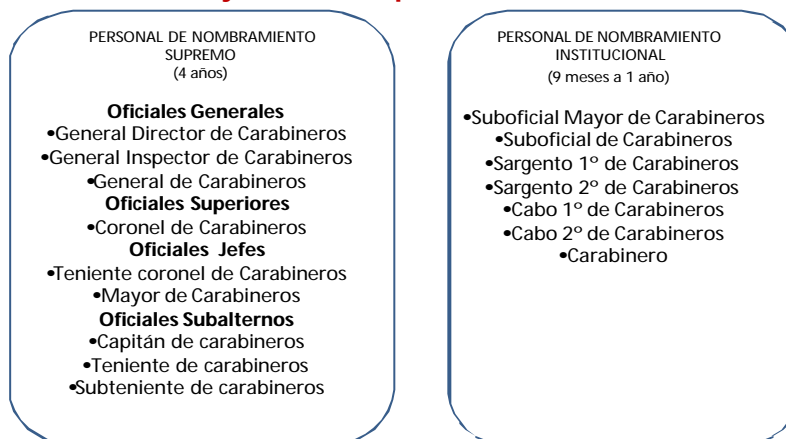 PERSONAL DE NOMBRAMIENTO
SUPREMO
(4 años)
Oficiales Generales
•General Director de Carabineros
•General Inspector de Carabineros
•General de Carabineros
Oficiales Superiores
•Coronel de Carabineros
Oficiales Jefes
•Teniente coronel de Carabineros
•Mayor de Carabineros
Oficiales Subalternos
•Capitán de carabineros
•Teniente de carabineros
•Subteniente de carabineros
PERSONAL DE NOMBRAMIENTO
INSTITUCIONAL
(9 meses a 1 año)
•Suboficial Mayor de Carabineros
•Suboficial de Carabineros
•Sargento 1º de Carabineros
•Sargento 2º de Carabineros
•Cabo 1º de Carabineros
•Cabo 2º de Carabineros
•Carabinero